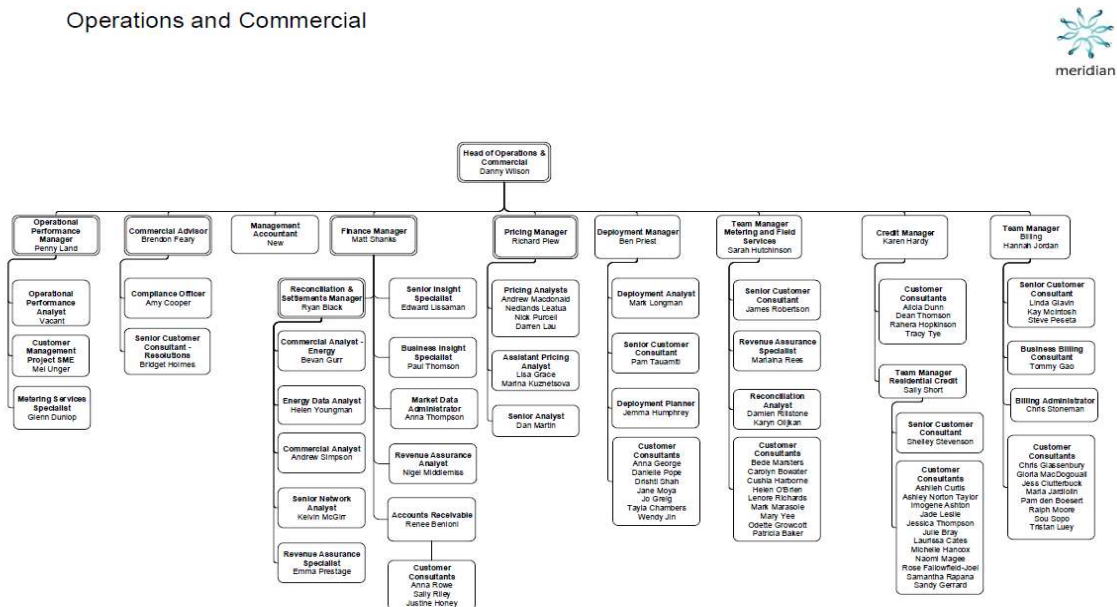 Operations and Commercial
meridian
Head of Operations &
Commercial
Danny Wilson
Operational
Performance
Manager
Penny Land
Commercial Advisor
Brendon Feary
Management
Accountant
New
Finance Manager
Matt Shanks
Pricing Manager
Richard Plew
Deployment Manager
Ben Priest
Team Manager
Metering and Field
Services
Sarah Hutchinson
Credit Manager
Karen Hardy
Team Manager
Billing
Hannah Jordan
Operational
Performance
Analyst
Vacant
Customer
Management
Project SME
Mel Unger
Metering Services
Specialist
Glenn Dunlop
Compliance Officer
Amy Cooper
Senior Customer
Consultant -
Resolutions
Bridget Holmes
Reconciliation &
Settlements Manager
Ryan Black
Commercial Analyst -
Energy
Bevan Gurr
Energy Data Analyst
Helen Youngman
Commercial Analyst
Andrew Simpson
Senior Network
Analyst
Kelvin McGirr
Revenue Assurance
Specialist
Emma Prestage
Senior Insight
Specialist
Edward Lissaman
Business Insight
Specialist
Paul Thomson
Market Data
Administrator
Anna Thompson
Revenue Assurance
Analyst
Nigel Middlemiss
Accounts Receivable
Renee Benioni
Customer
Consultants
Anna Rowe
Sally Riley
Justine Honey
Pricing Analysts
Andrew Macdonald
Nedlands Leatua
Nick Purcell
Darren Lau
Assistant Pricing
Analyst
Lisa Grace
Marina Kuznetsova
Senior Analyst
Dan Martin
Deployment Analyst
Mark Longman
Senior Customer
Consultant
Pam Tauamiti
Deployment Planner
Jemma Humphrey
Customer
Consultants
Anna George
Danielle Pope
Drishti Shah
Jane Moya
Jo Greig
Tayla Chambers
Wendy Jin
Senior Customer
Consultant
James Robertson
Revenue Assurance
Specialist
Mariaina Rees
Reconciliation
Analyst
Damien Rillstone
Karyn Olijkan
Customer
Consultants
Bede Marsters
Carolyn Bowater
Cushla Harborne
Helen O'Brien
Lenore Richards
Mark Marasole
Mary Yee
Odette Growcott
Patricia Baker
Customer
Consultants
Alicia Dunn
Dean Thomson
Rahera Hopkinson
Tracy Tye
Team Manager
Residential Credit
Sally Short
Senior Customer
Consultant
Shelley Stevenson
Customer
Consultants
Ashlieh Curtis
Ashley Norton Taylor
Imogene Ashton
Jade Leslie
Jessica Thompson
Julie Bray
Laurissa Cates
Michelle Hancox
Naomi Magee
Rose Fallowfield-Joel
Samantha Rapana
Sandy Gerrard
Senior Customer
Consultant
Linda Glavin
Kay McIntosh
Steve Peseta
Business Billing
Consultant
Tommy Gao
Billing Administrator
Chris Stoneman
Customer
Consultants
Chris Glassenbury
Gloria MacDougall
Jess Clutterbuck
Maria Jardiolin
Pam den Boesert
Ralph Moore
Sou Sopo
Tristan Luey